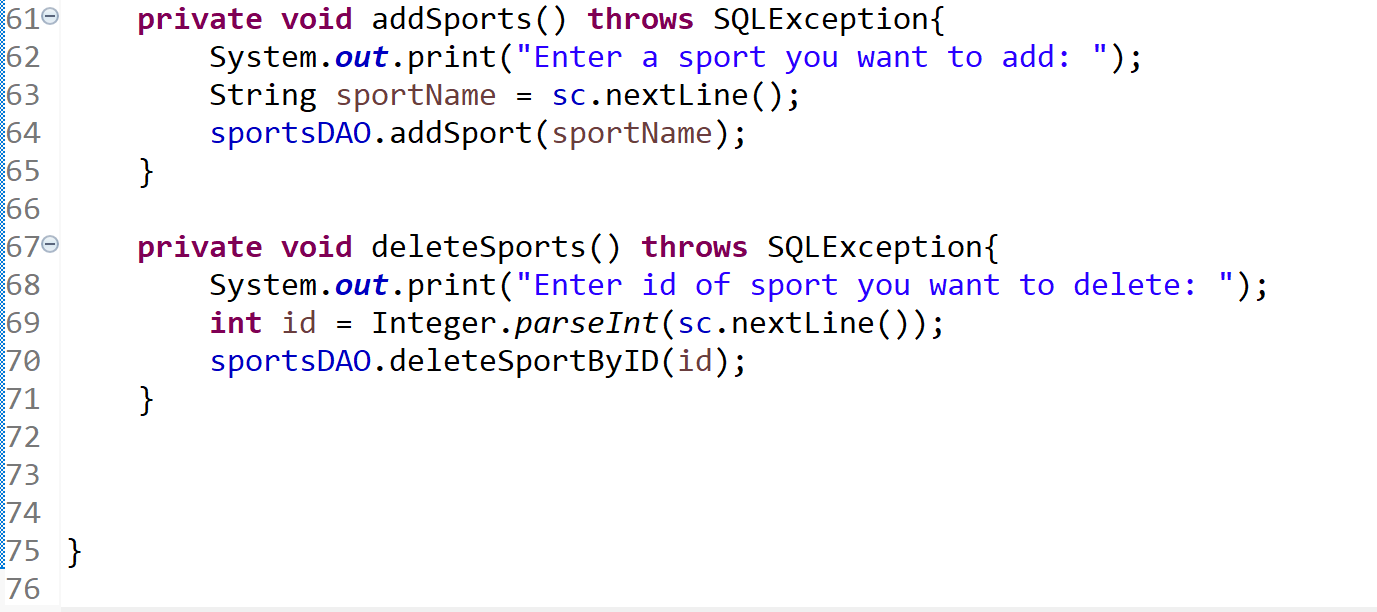 61 private void addSports() throws SQLException{
62 System.out.print("Enter a sport you want to add: ");
63 String sportName = sc.nextLine();
64 sportsDAO.addSport(sportName);
65 }
66
67 private void deleteSports() throws SQLException{
68 System.out.print("Enter id of sport you want to delete: ");
69 int id = Integer.parseInt(sc.nextLine());
70 sportsDAO.deleteSportByID(id);
71 }
72
73
74
75 }
76